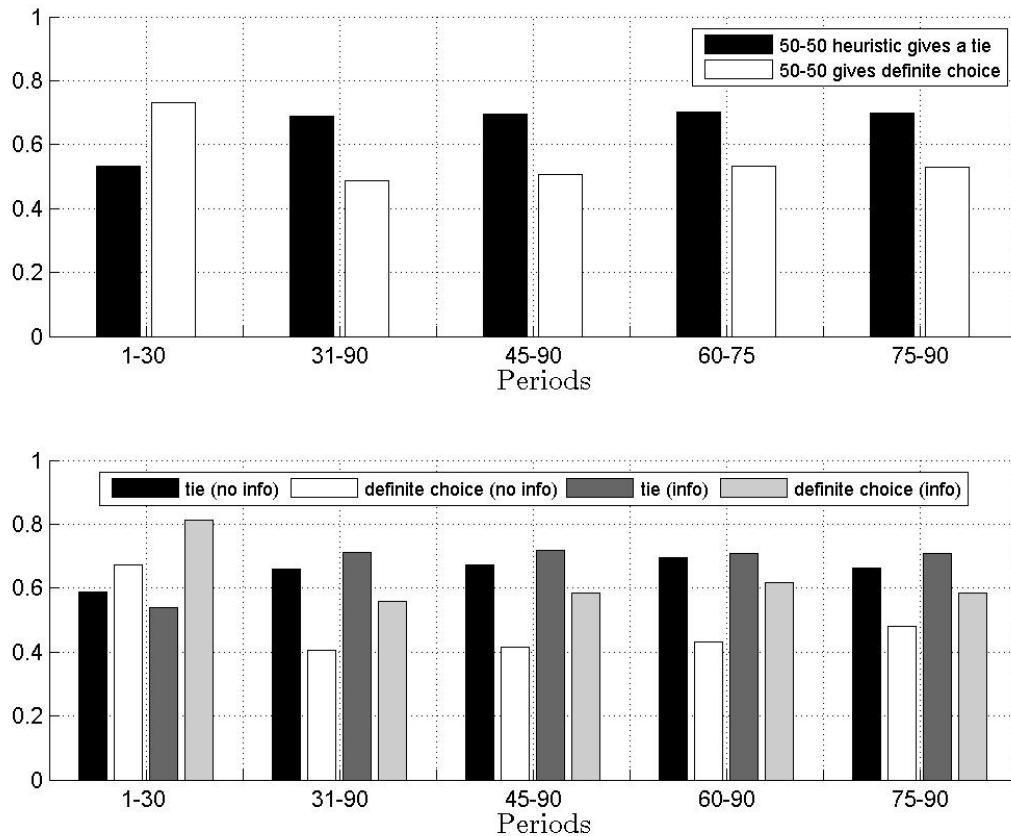 1
50-50 heuristic gives a tie
50-50 gives definite choice
0.8
0.6
0.4
0.2
0
1-30 31-90 45-90 60-75 75-90
Periods
1
tie (no info) definite choice (no info) tie (info) definite choice (info)
0.8
0.6
0.4
0.2
0
1-30 31-90 45-90 60-90 75-90
Periods